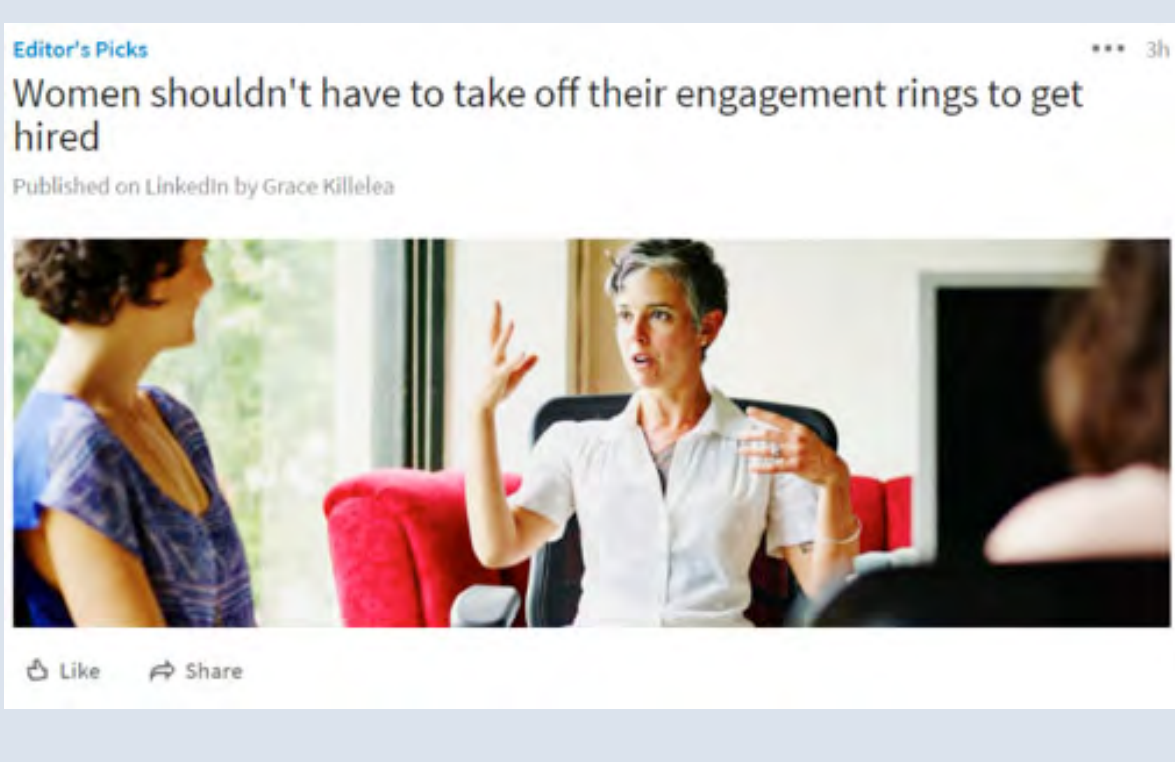 Editor's Picks
••• 3h
Women shouldn't have to take off their engagement rings to get
hired
Published on LinkedIn by Grace Killelea
Like
Share